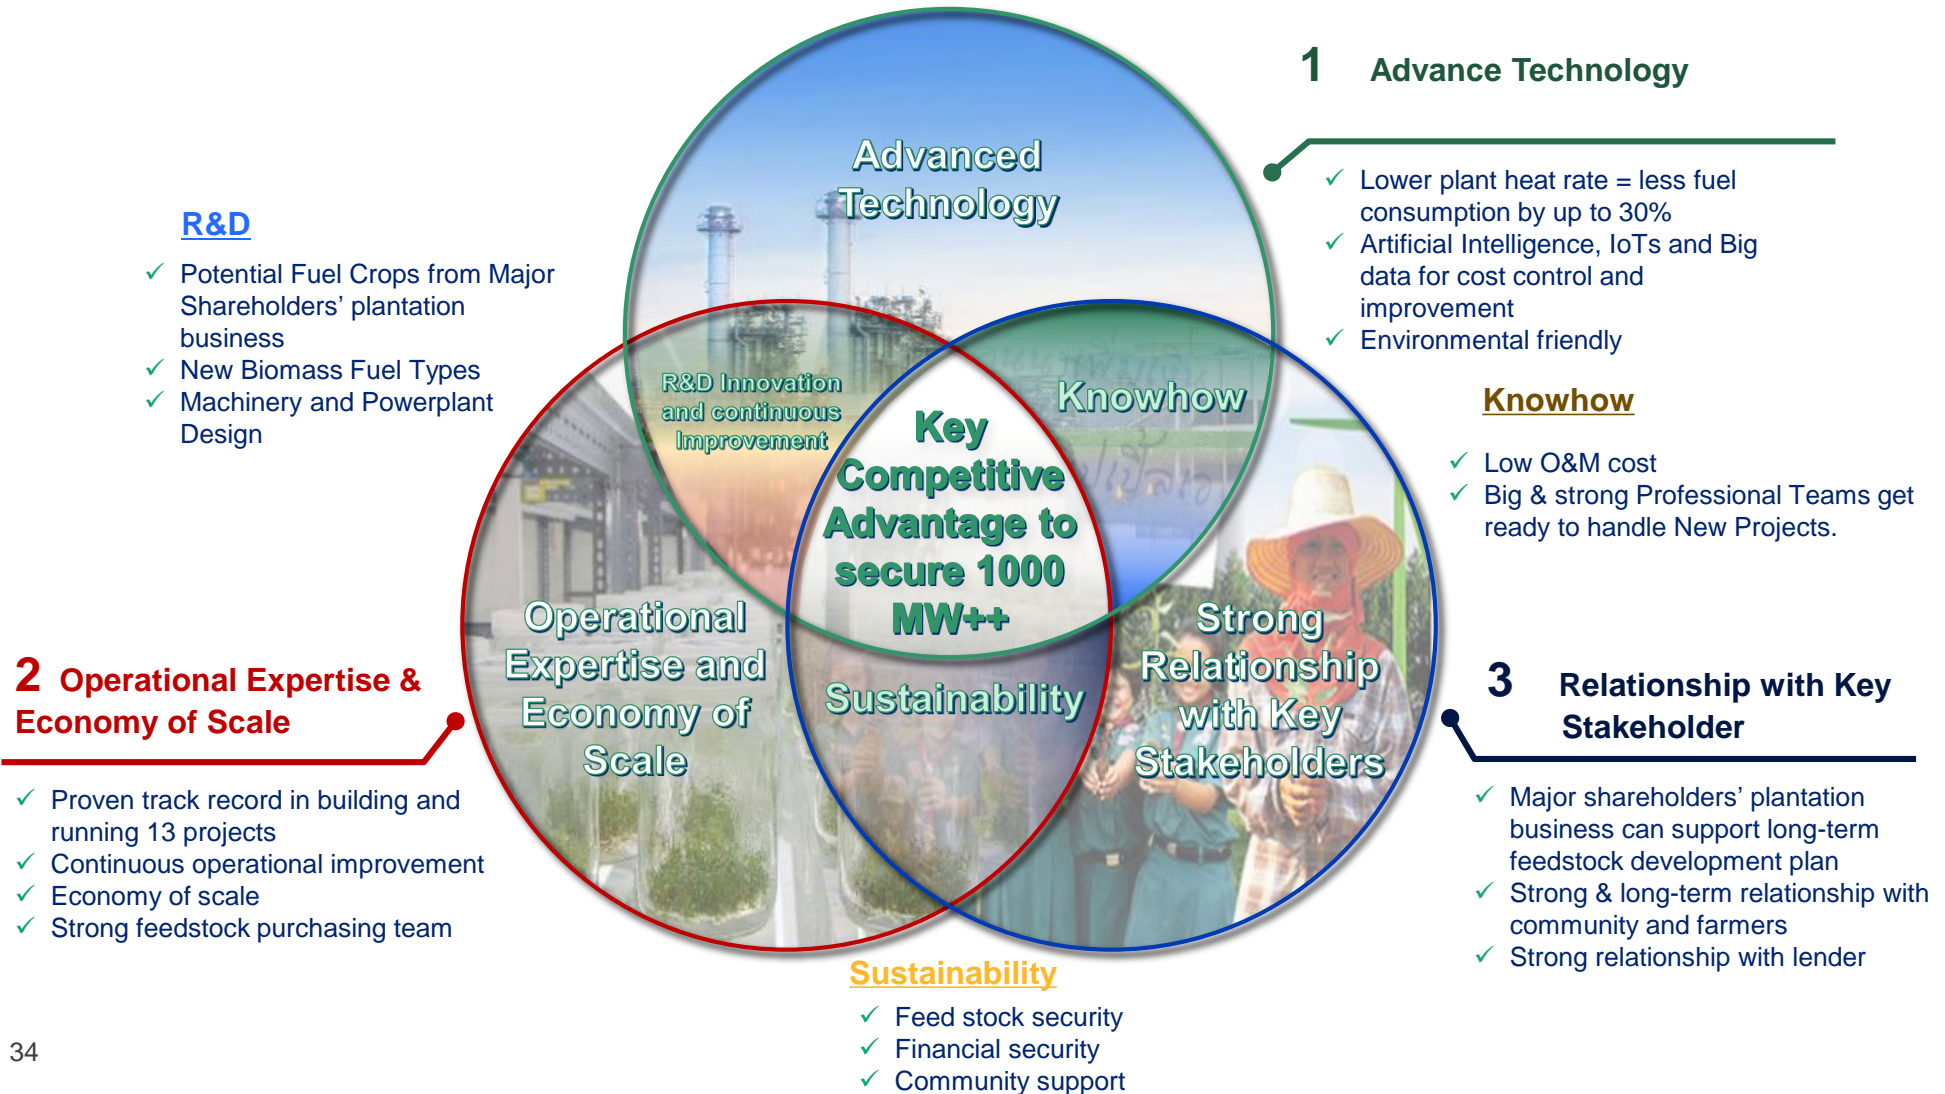 1 Advance Technology
✓ Lower plant heat rate = less fuel
consumption by up to 30%
✓ Artificial Intelligence, IoTs and Big
data for cost control and
improvement
✓ Environmental friendly
R&D
✓ Potential Fuel Crops from Major
Shareholders’ plantation
business
✓ New Biomass Fuel Types
✓ Machinery and Powerplant
Design
Advanced
Technology
R&D Innovation
and continuous
Improvement
Knowhow
Key
Competitive
Advantage to
secure 1000
MW++
Operational
Expertise and
Economy of
Scale
Sustainability
Strong
Relationship
with Key
Stakeholders
Knowhow
✓ Low O&M cost
✓ Big & strong Professional Teams get
ready to handle New Projects.
2 Operational Expertise &
Economy of Scale
✓ Proven track record in building and
running 13 projects
✓ Continuous operational improvement
✓ Economy of scale
✓ Strong feedstock purchasing team
3 Relationship with Key
Stakeholder
✓ Major shareholders’ plantation
business can support long-term
feedstock development plan
✓ Strong & long-term relationship with
community and farmers
✓ Strong relationship with lender
Sustainability
✓ Feed stock security
✓ Financial security
✓ Community support
34